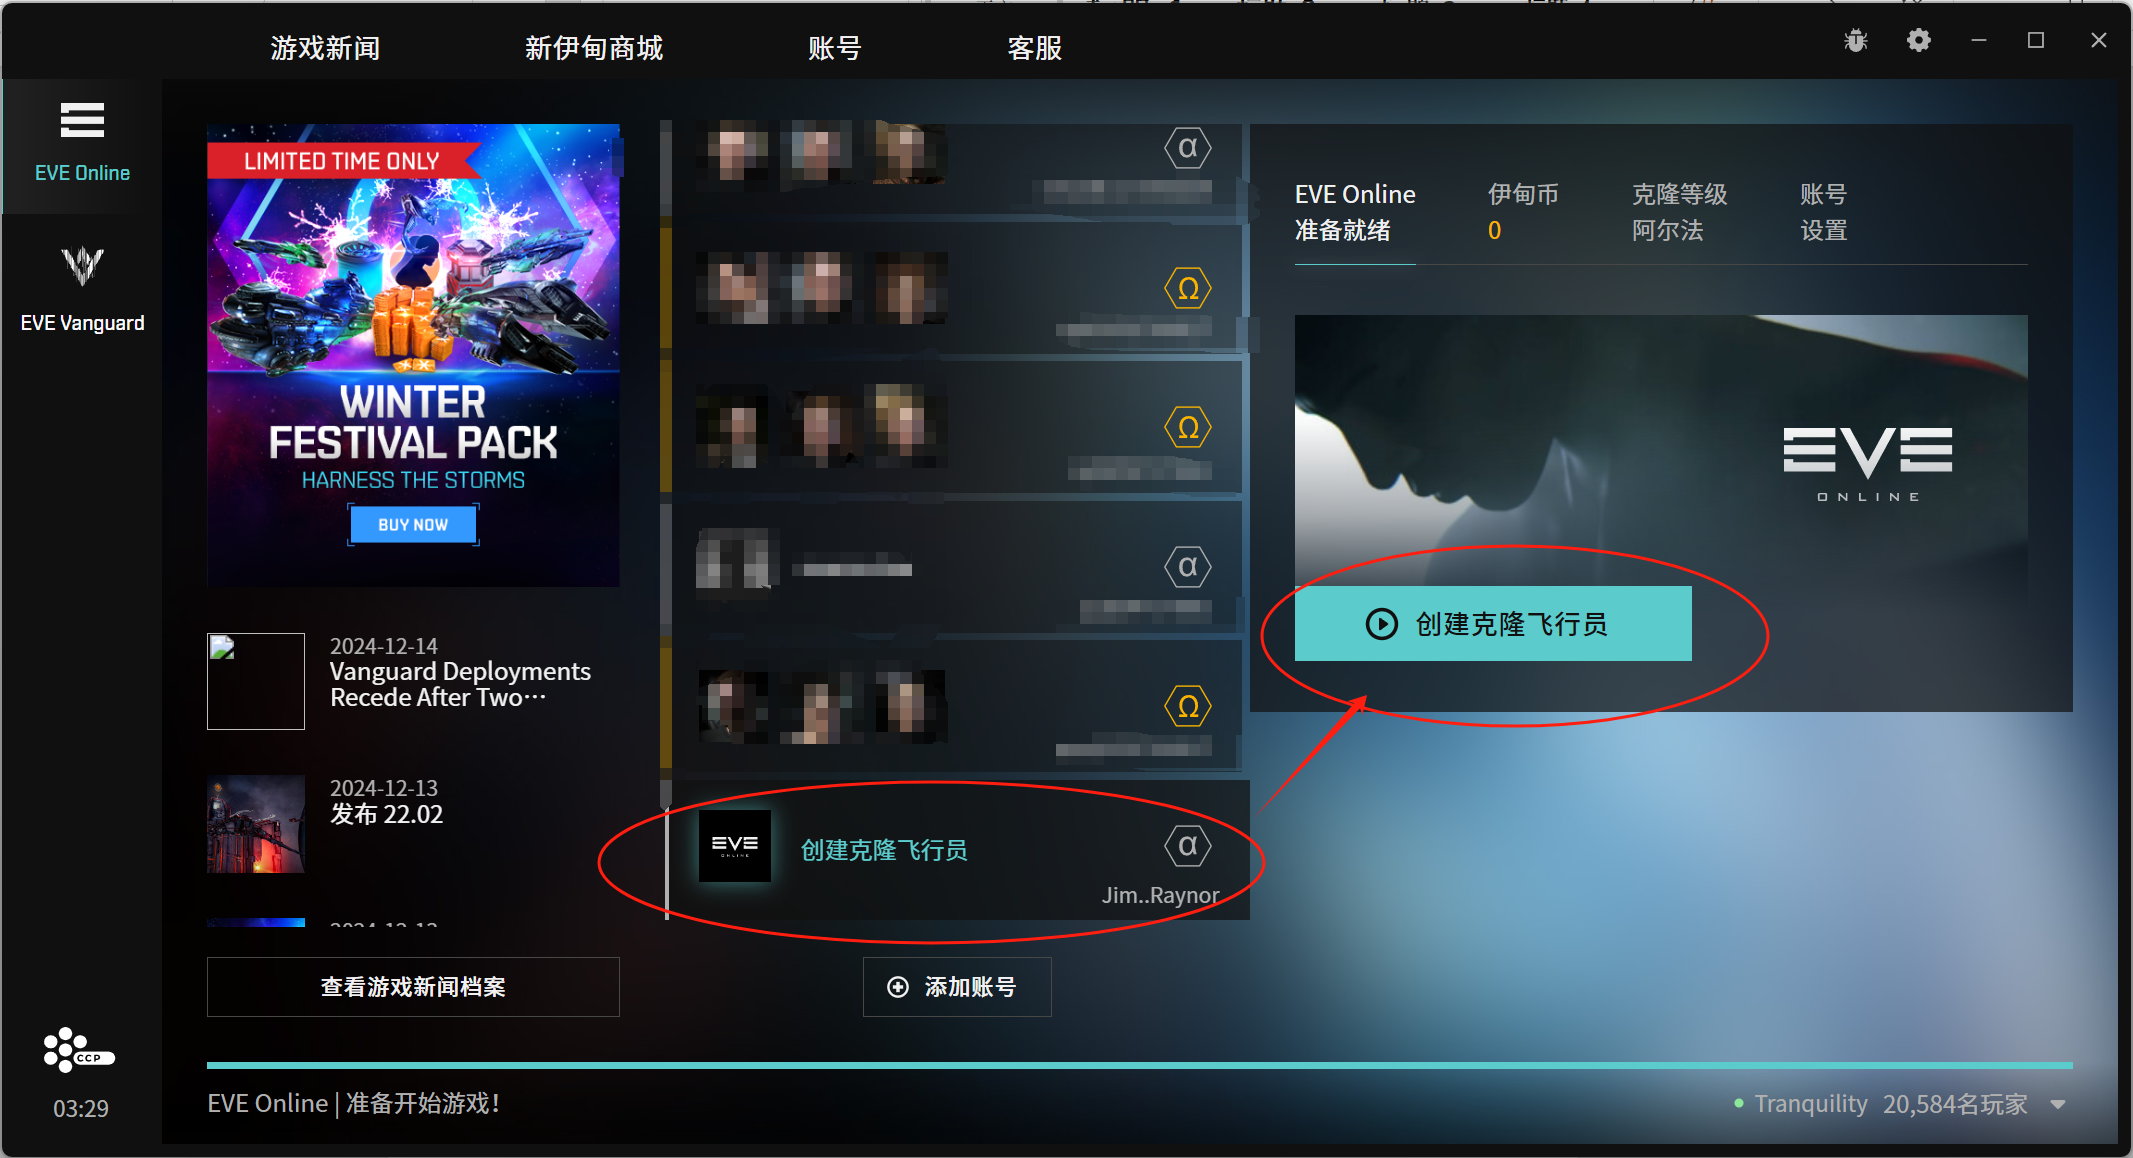 游戏新闻
新伊甸商城
账号
客服
EVE Online
EVE Vanguard
LIMITED TIME ONLY
WINTER
FESTIVAL PACK
HARNESS THE STORMS
BUY NOW
2024-12-14
Vanguard Deployments
Recede After Two…
2024-12-13
发布 22.02
查看游戏新闻档案
α
Ω
Ω
α
Ω
EVE
ONLINE
创建克隆飞行员
α
Jim..Raynor
添加账号
EVE Online
准备就绪
伊甸币
0
克隆等级
阿尔法
账号
设置
EVE
ONLINE
创建克隆飞行员
CCP
03:29
EVE Online | 准备开始游戏！
Tranquility 20,584名玩家